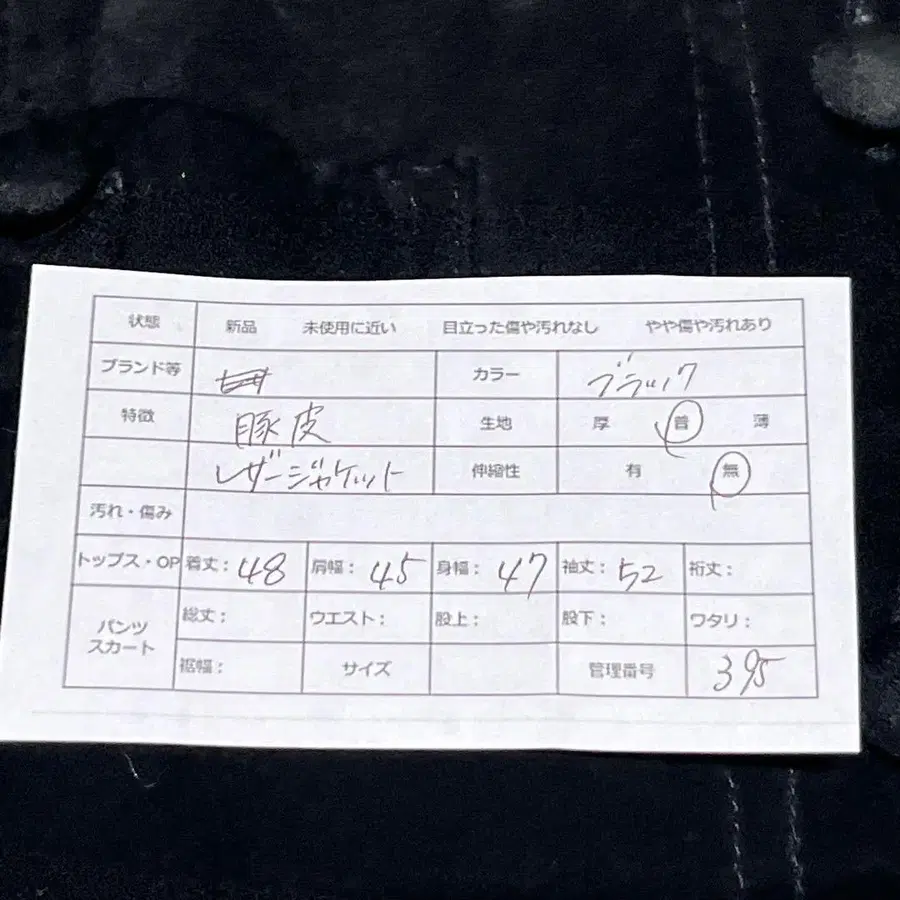 状態 新品 未使用に近い 目立った傷や汚れなし やや傷や汚れあり
ブランド等 カラー ブラック
特徴 豚皮 生地 厚 普 薄
レザージャケット 伸縮性 有 無
汚れ・傷み
トップス・OP 着丈: 48 肩幅: 45 身幅: 47 袖丈: 52 裄丈:
パンツ スカート 総丈: ウエスト: 股上: 股下: ワタリ:
裾幅: サイズ 管理番号 395